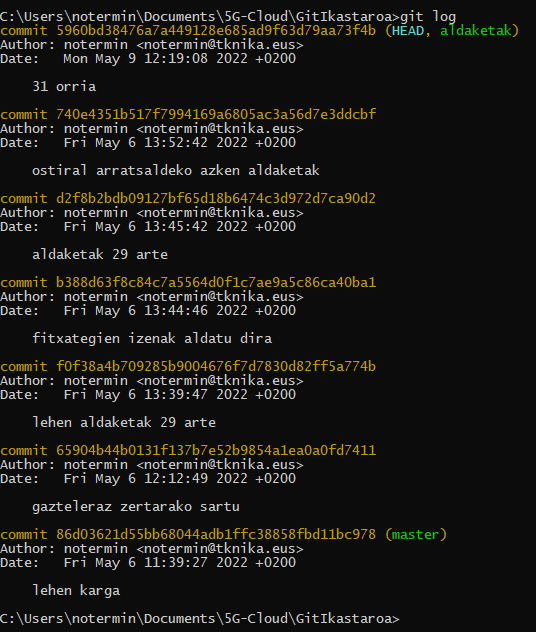 C:\Users\notermin\Documents\5G-Cloud\GitIkastaroa>git log
commit 5960bd38476a7a449128e685ad9f63d79aa73f4b (HEAD, aldaketak)
Author: notermin <notermin@tknika.eus>
Date:   Mon May 9 12:19:08 2022 +0200
31 orria
commit 740e4351b517f7994169a6805ac3a56d7e3ddcbf
Author: notermin <notermin@tknika.eus>
Date:   Fri May 6 13:52:42 2022 +0200
ostiral arratsaldeko azken aldaketak
commit d2f8b2bdb09127bf65d18b6474c3d972d7ca90d2
Author: notermin <notermin@tknika.eus>
Date:   Fri May 6 13:45:42 2022 +0200
aldaketak 29 arte
commit b388d63f8c84c7a5564d0f1c7ae9a5c86ca40ba1
Author: notermin <notermin@tknika.eus>
Date:   Fri May 6 13:44:46 2022 +0200
fitxategien izenak aldatu dira
commit f0f38a4b709285b9004676f7d7830d82ff5a774b
Author: notermin <notermin@tknika.eus>
Date:   Fri May 6 13:39:47 2022 +0200
lehen aldaketak 29 arte
commit 65904b44b0131f137b7e52b9854a1ea0a0fd7411
Author: notermin <notermin@tknika.eus>
Date:   Fri May 6 12:12:49 2022 +0200
gazteleraz zertarako sartu
commit 86d03621d55bb68044adb1ffc38858fbd11bc978 (master)
Author: notermin <notermin@tknika.eus>
Date:   Fri May 6 11:39:27 2022 +0200
lehen karga
C:\Users\notermin\Documents\5G-Cloud\GitIkastaroa>